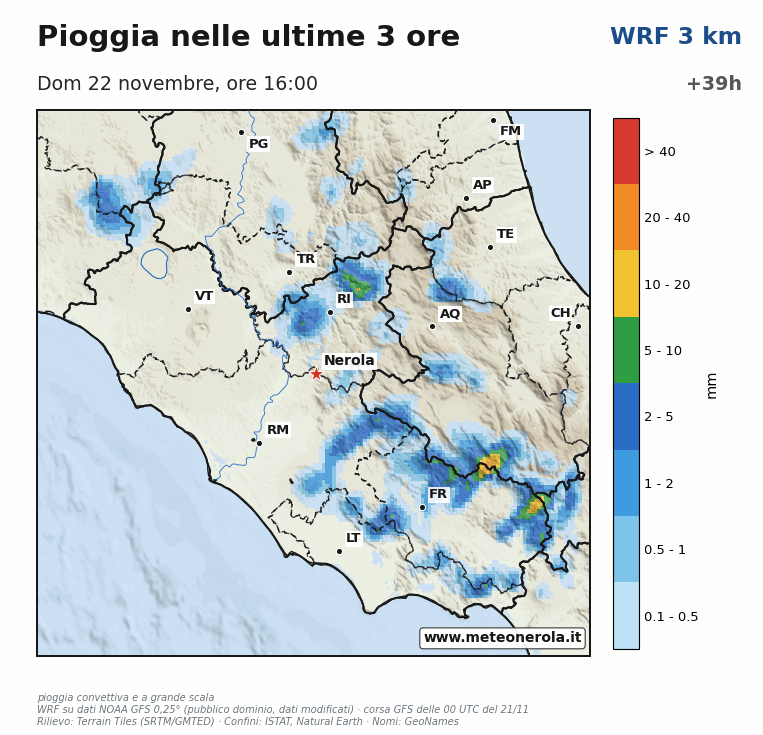 Pioggia nelle ultime 3 ore
WRF 3 km
Dom 22 novembre, ore 16:00
+39h
FM
PG
AP
TE
TR
RI
VT
AQ
CH
Nerola
RM
FR
LT
www.meteonerola.it
> 40
20 - 40
10 - 20
5 - 10
2 - 5
1 - 2
0.5 - 1
0.1 - 0.5
mm
pioggia convettiva e a grande scala
WRF su dati NOAA GFS 0,25° (pubblico dominio, dati modificati) · corsa GFS delle 00 UTC del 21/11
Rilievo: Terrain Tiles (SRTM/GMTED) · Confini: ISTAT, Natural Earth · Nomi: GeoNames